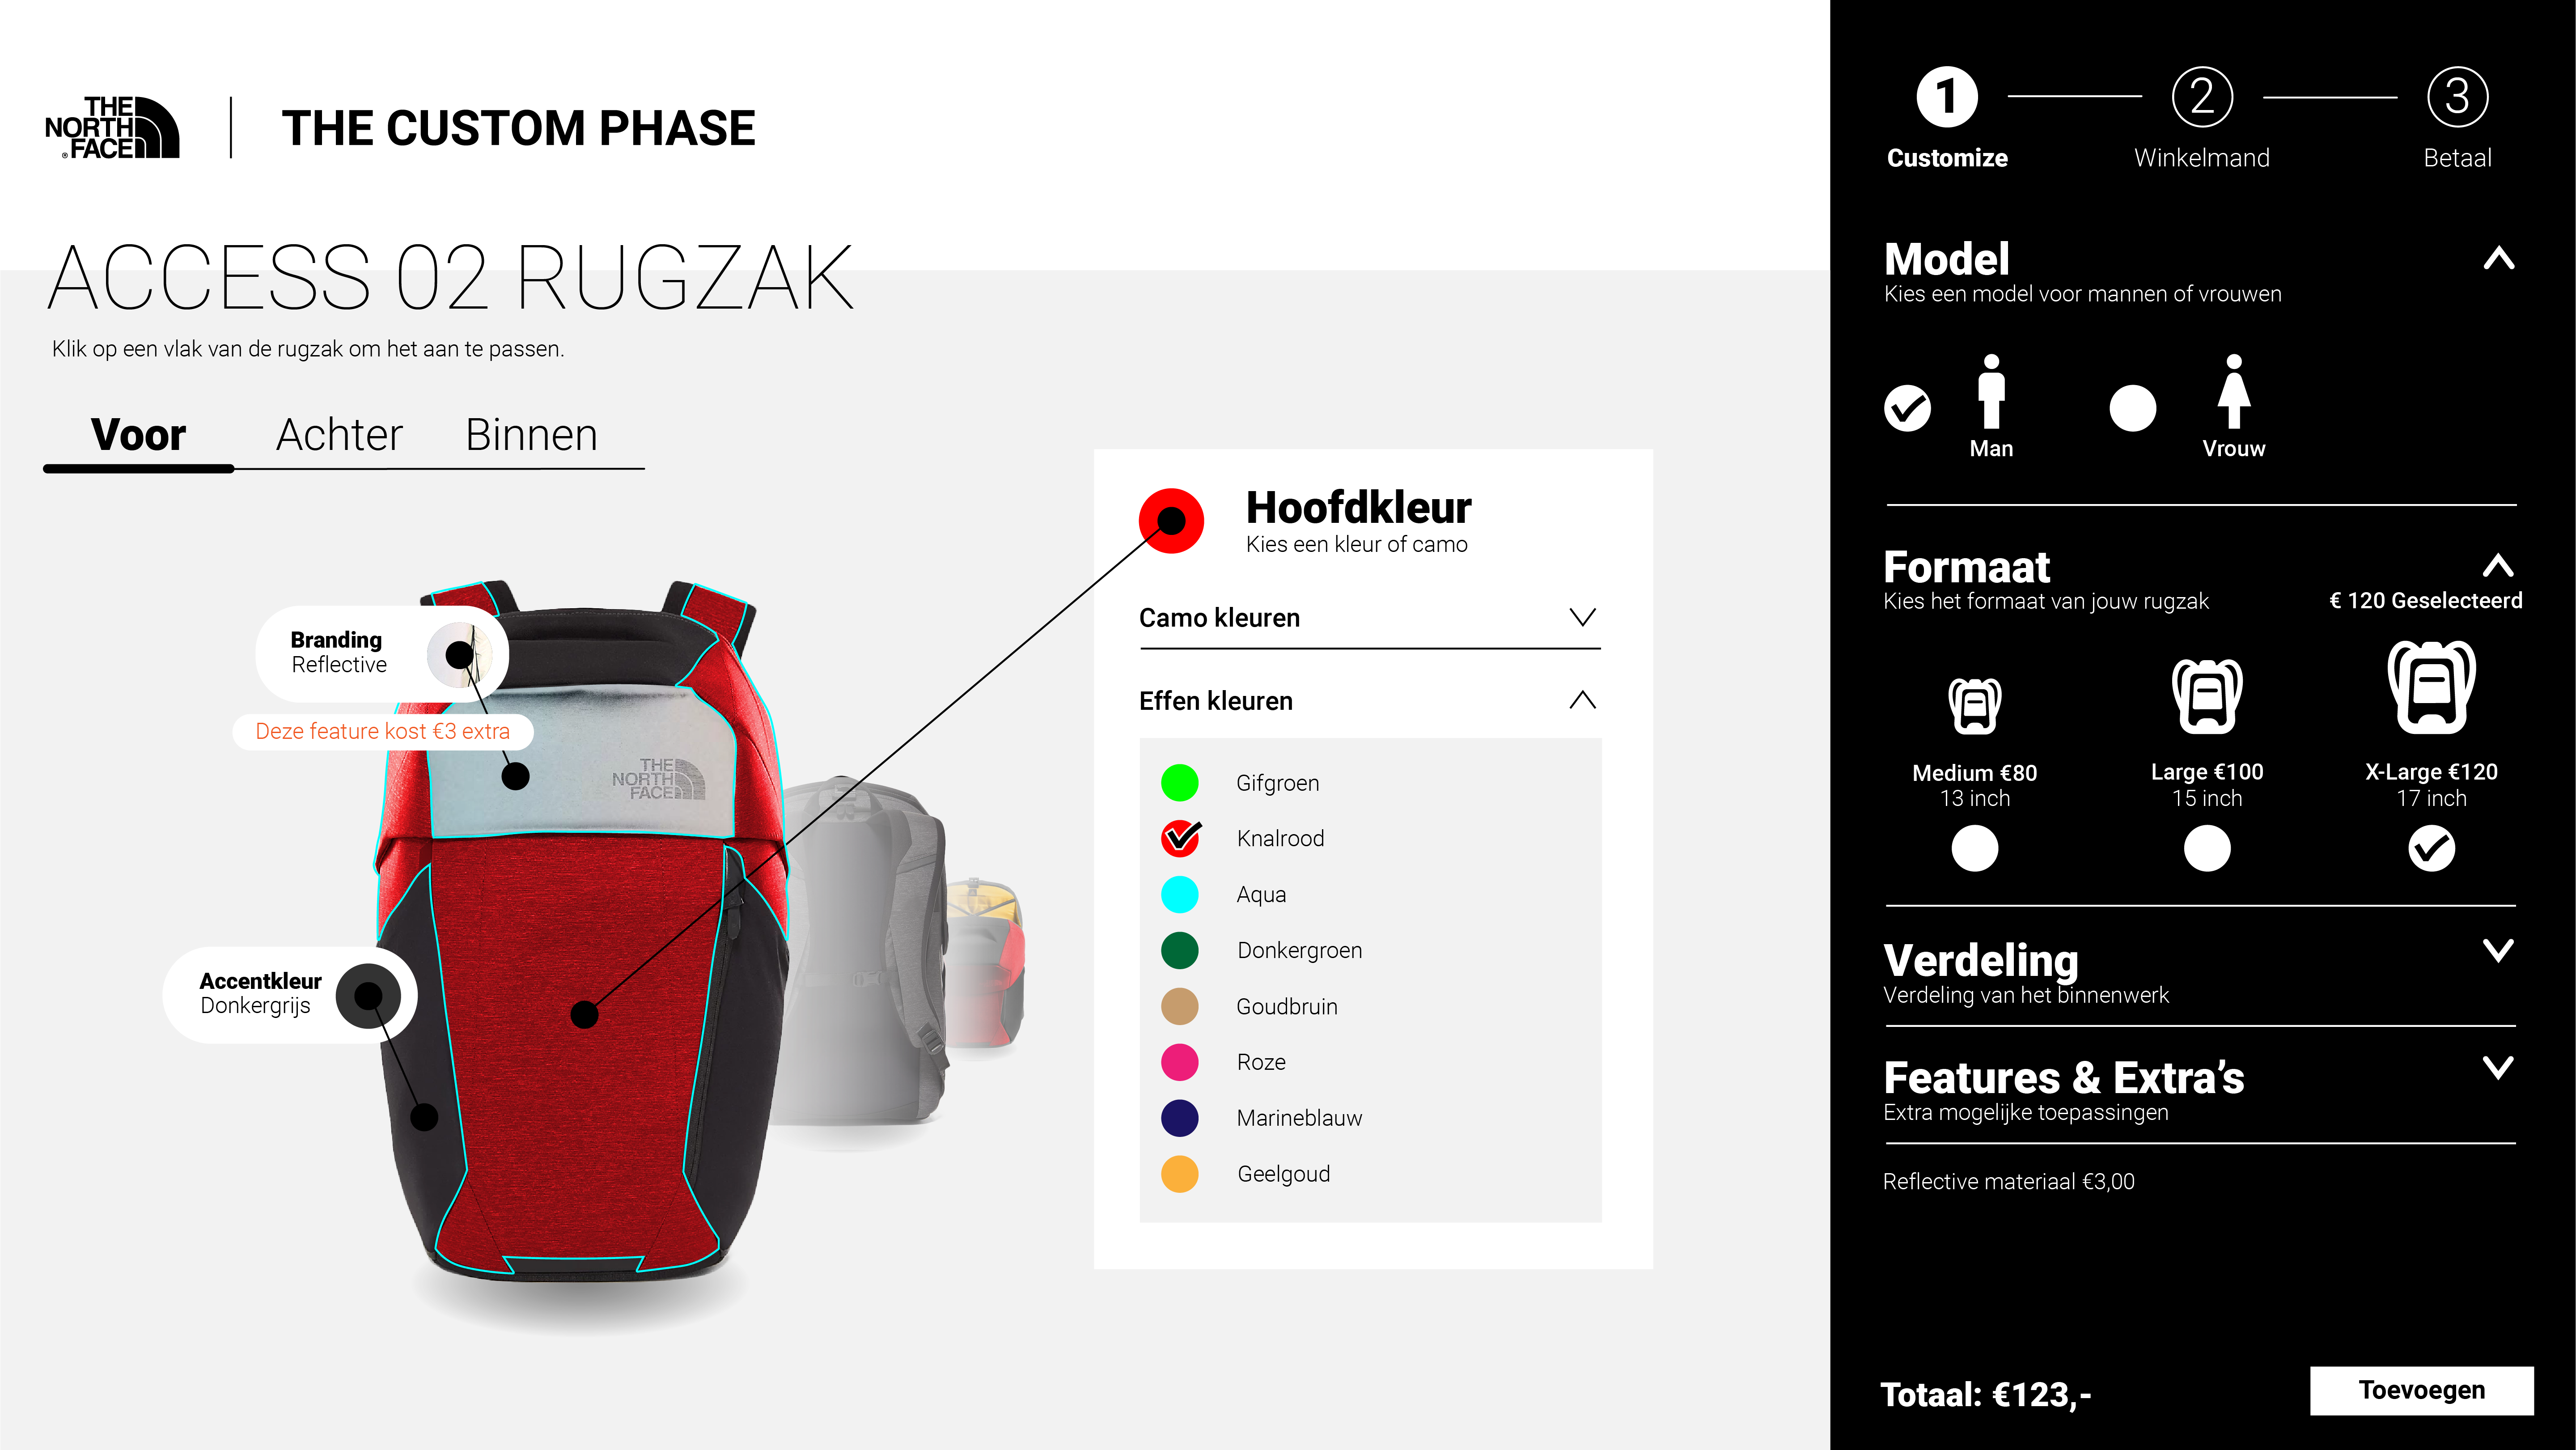 THE
NORTH
® FACE
THE CUSTOM PHASE
ACCESS 02 RUGZAK
Klik op een vlak van de rugzak om het aan te passen.
Voor
Achter
Binnen
Branding
Reflective
Deze feature kost €3 extra
THE
NORTH
FACE
Accentkleur
Donkergrijs
Hoofdkleur
Kies een kleur of camo
Camo kleuren
Effen kleuren
Gifgroen
Knalrood
Aqua
Donkergroen
Goudbruin
Roze
Marineblauw
Geelgoud
1
2
3
Customize
Winkelmand
Betaal
Model
Kies een model voor mannen of vrouwen
Man
Vrouw
Formaat
Kies het formaat van jouw rugzak
€ 120 Geselecteerd
Medium €80
13 inch
Large €100
15 inch
X-Large €120
17 inch
Verdeling
Verdeling van het binnenwerk
Features & Extra’s
Extra mogelijke toepassingen
Reflective materiaal €3,00
Totaal: €123,-
Toevoegen